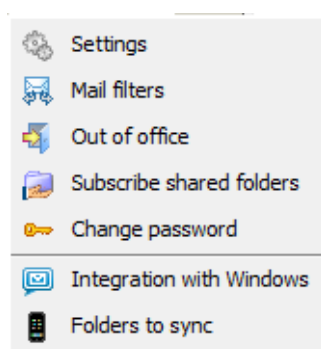 Settings
Mail filters
Out of office
Subscribe shared folders
Change password
Integration with Windows
Folders to sync